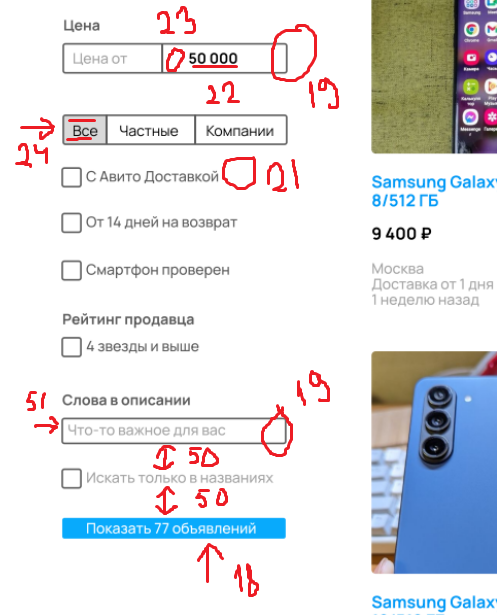 Цена
23
Цена от 50 000
19
22
24
Все Частные Компании
С Авито Доставкой
21
От 14 дней на возврат
Смартфон проверен
Рейтинг продавца
4 звезды и выше
Слова в описании
19
51
Что-то важное для вас
50
Искать только в названиях
50
Показать 77 объявлений
18
Samsung Galaxy
8/512 ГБ
9 400 ₽
Москва
Доставка от 1 дня
1 неделю назад
Samsung Galaxy